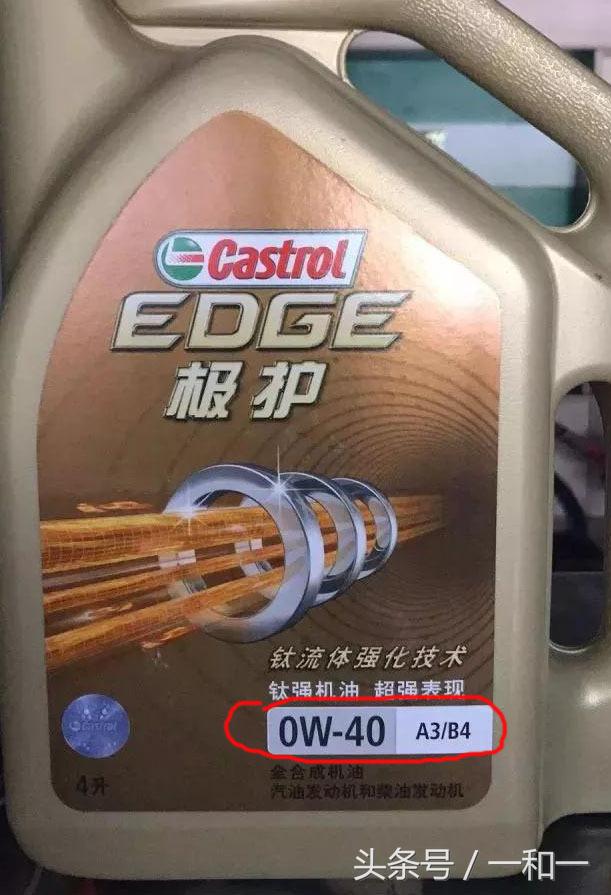 Castrol
EDGE
极护
钛流体强化技术
钛强机油 超强表现
0W-40 A3/B4
Castrol
4升
全合成机油
汽油发动机和柴油发动机
头条号 / 一和一